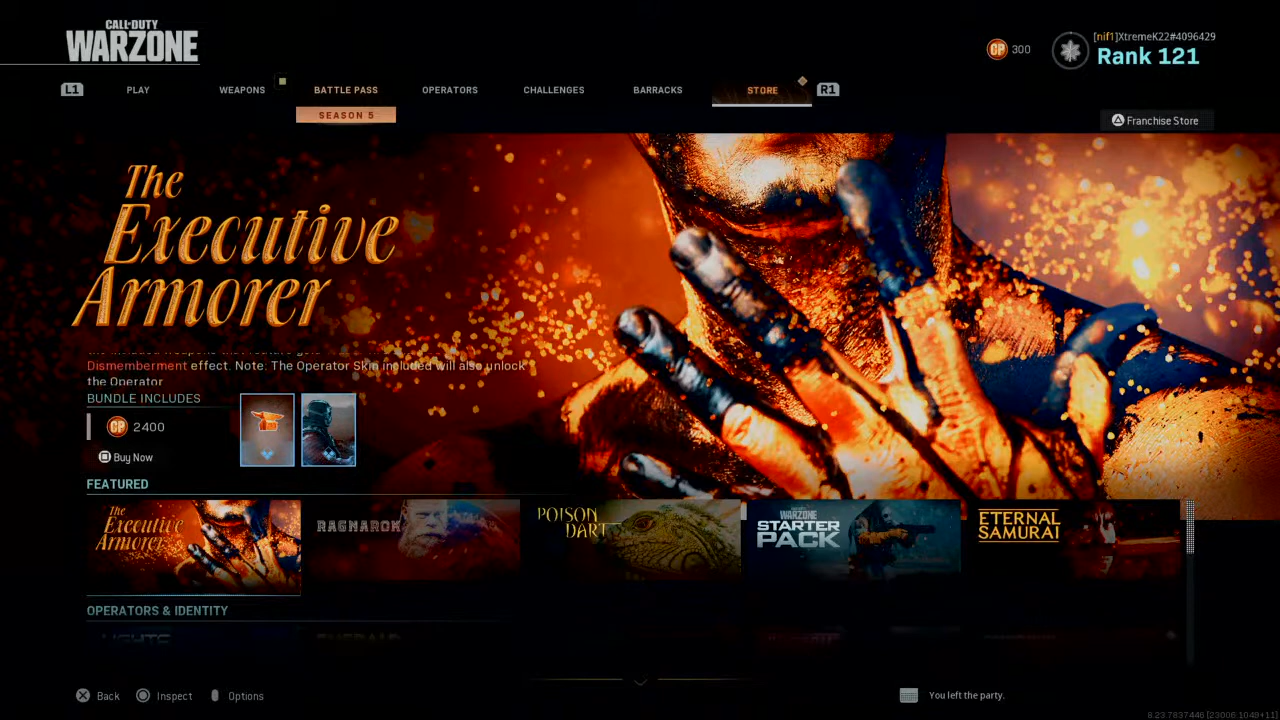 CALL OF DUTY
WARZONE
CP 300
[nif1]XtremeK22#4096429
Rank 121
L1
PLAY
WEAPONS
BATTLE PASS
OPERATORS
CHALLENGES
BARRACKS
STORE
R1
SEASON 5
Franchise Store
The
Executive
Armorer
Dismemberment effect. Note: The Operator Skin included will also unlock
the Operator
BUNDLE INCLUDES
CP 2400
Buy Now
FEATURED
The
Executive
Armorer
RAGNAROK
POISON
DART
WARZONE
STARTER
PACK
ETERNAL
SAMURAI
OPERATORS & IDENTITY
Back
Inspect
Options
You left the party.